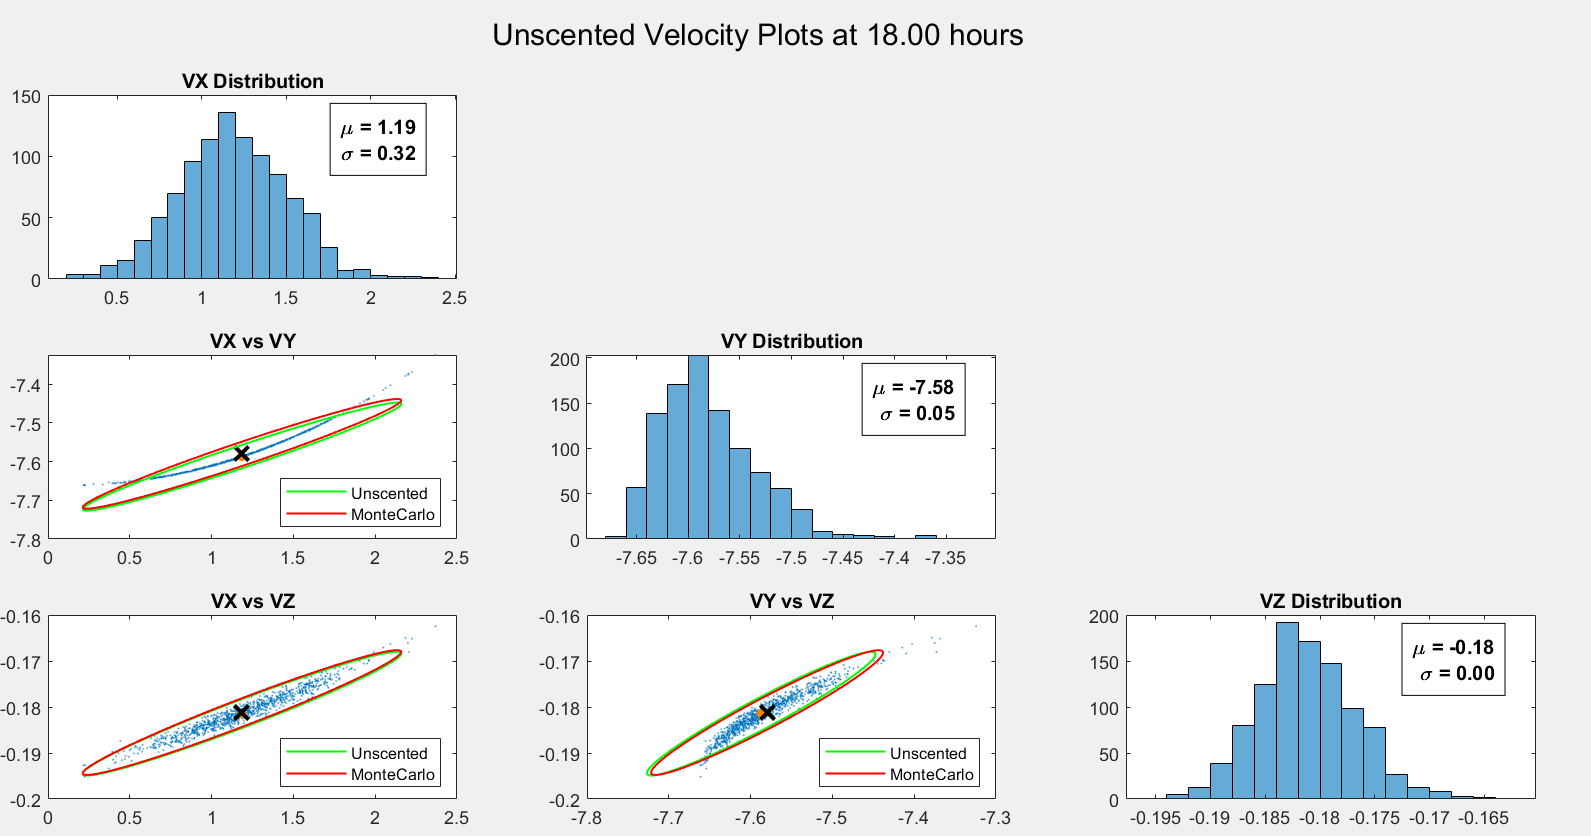 Unscented Velocity Plots at 18.00 hours
VX Distribution
150
100
50
0
0.5 1 1.5 2 2.5
μ = 1.19
σ = 0.32
VX vs VY
-7.4
-7.5
-7.6
-7.7
-7.8
0 0.5 1 1.5 2 2.5
Unscented
MonteCarlo
VY Distribution
200
150
100
50
0
-7.65 -7.6 -7.55 -7.5 -7.45 -7.4 -7.35
μ = -7.58
σ = 0.05
VX vs VZ
-0.16
-0.17
-0.18
-0.19
-0.2
0 0.5 1 1.5 2 2.5
Unscented
MonteCarlo
VY vs VZ
-0.16
-0.17
-0.18
-0.19
-0.2
-7.8 -7.7 -7.6 -7.5 -7.4 -7.3
Unscented
MonteCarlo
VZ Distribution
200
150
100
50
0
-0.195 -0.19 -0.185 -0.18 -0.175 -0.17 -0.165
μ = -0.18
σ = 0.00